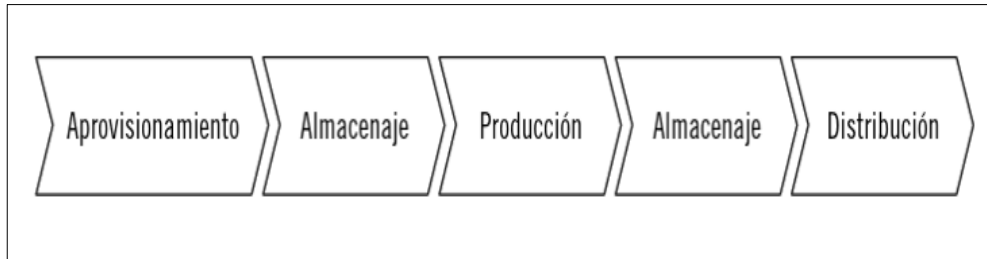 Aprovisionamiento
Almacenaje
Producción
Almacenaje
Distribución